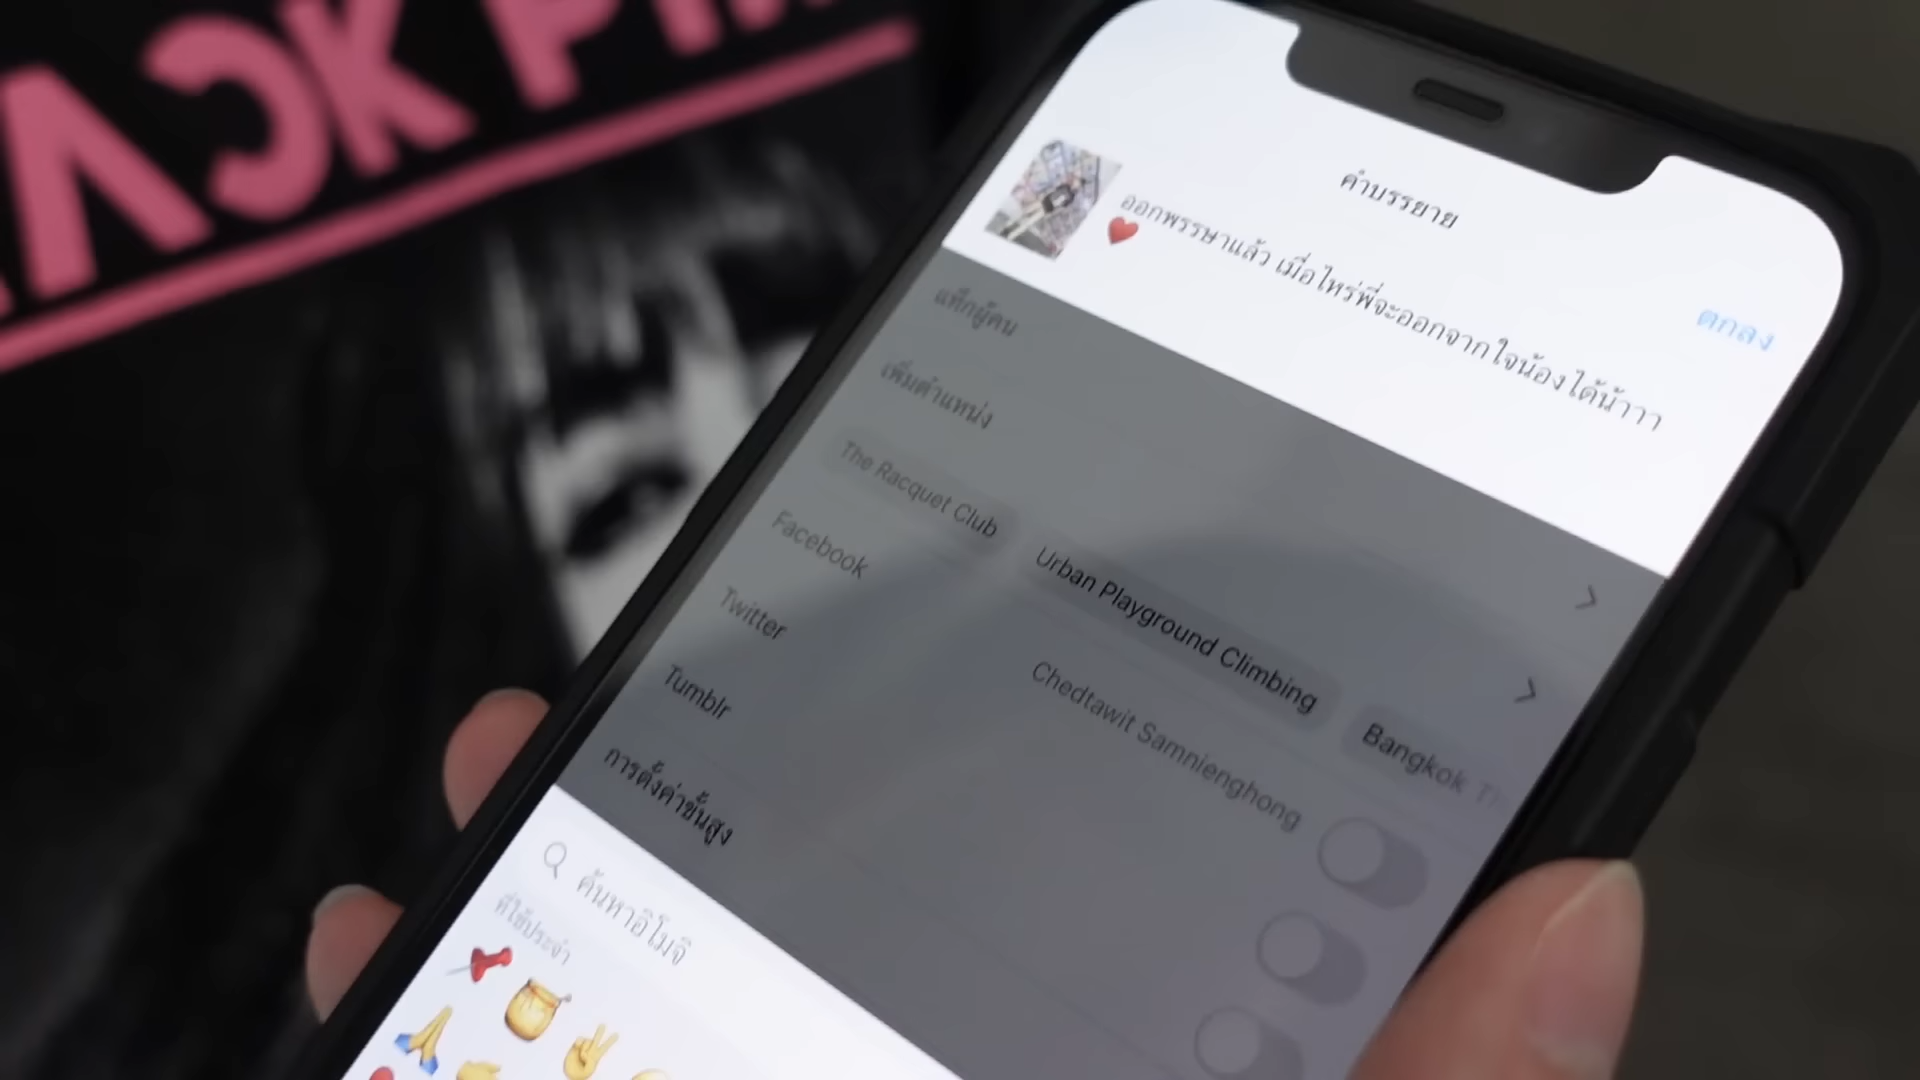 คำบรรยาย
ออกพรรษาแล้ว เมื่อไหร่พี่จะออกจากใจน้องได้น้าาา
❤️
ตกลง
แท็กผู้คน
เพิ่มตำแหน่ง
The Racquet Club
Urban Playground Climbing
Bangkok
Facebook
Chedtawit Samnienghong
Twitter
Tumblr
การตั้งค่าขั้นสูง
ค้นหาอิโมจิ
ที่ใช้ประจำ